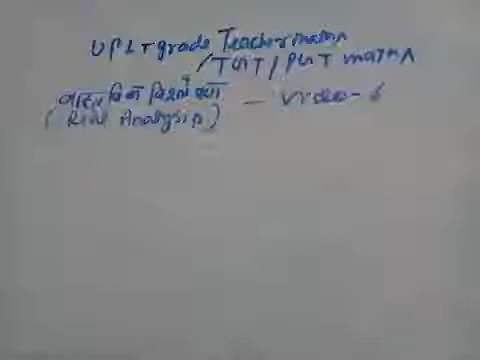 UP LT grade Teacher maths
/ TGT / PGT maths
वास्तविक विश्लेषण - Video - 6
( Real Analysis )